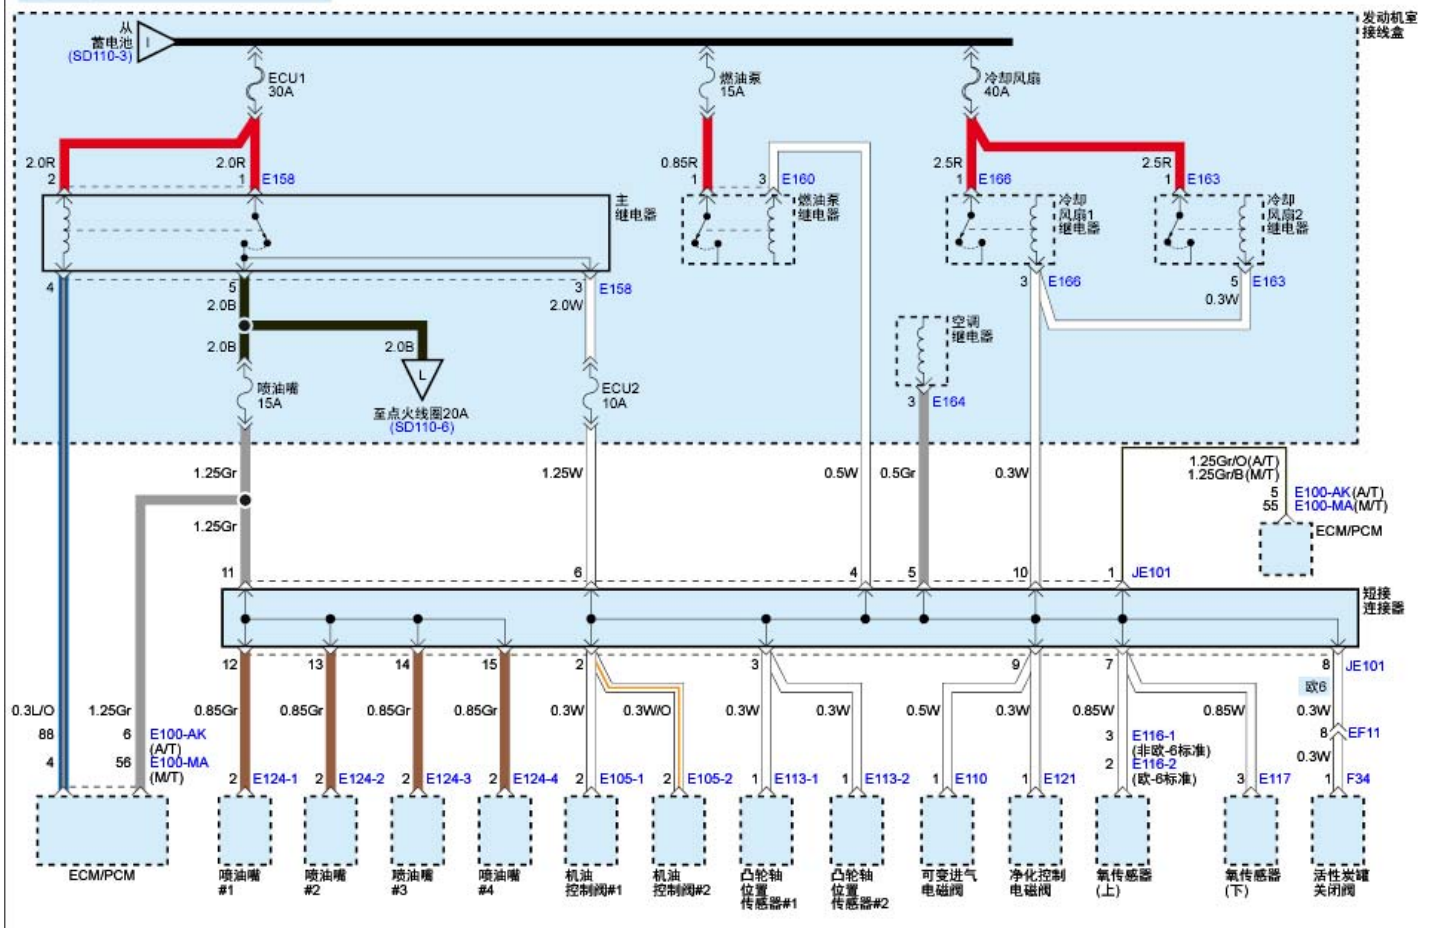 从
蓄电池
(SD110-3)
I
发动机室
接线盒
ECU1
30A
燃油泵
15A
冷却风扇
40A
2.0R
2
2.0R
1
E158
0.85R
1
3
E160
2.5R
1
E166
2.5R
1
E163
主
继电器
燃油泵
继电器
冷却
风扇1
继电器
冷却
风扇2
继电器
4
5
3
E158
3
E166
5
E163
2.0B
2.0W
0.3W
2.0B
2.0B
L
空调
继电器
喷油嘴
15A
ECU2
10A
至点火线圈20A
(SD110-6)
3
E164
1.25Gr
1.25W
0.5W
0.5Gr
0.3W
1.25Gr/O(A/T)
1.25Gr/B(M/T)
5
E100-AK(A/T)
55
E100-MA(M/T)
ECM/PCM
1.25Gr
11
6
4
5
10
1
JE101
短接
连接器
12
13
14
15
2
3
9
7
8
JE101
欧6
0.3L/O
1.25Gr
0.85Gr
0.85Gr
0.85Gr
0.85Gr
0.3W
0.3W/O
0.3W
0.3W
0.5W
0.3W
0.85W
0.85W
0.3W
88
6
E100-AK
(A/T)
4
56
E100-MA
(M/T)
3
E116-1
(非欧-6标准)
2
E116-2
(欧-6标准)
8
EF11
0.3W
2
E124-1
2
E124-2
2
E124-3
2
E124-4
2
E105-1
2
E105-2
1
E113-1
1
E113-2
1
E110
1
E121
3
E117
1
F34
ECM/PCM
喷油嘴
#1
喷油嘴
#2
喷油嘴
#3
喷油嘴
#4
机油
控制阀#1
机油
控制阀#2
凸轮轴
位置
传感器#1
凸轮轴
位置
传感器#2
可变进气
电磁阀
净化控制
电磁阀
氧传感器
(上)
氧传感器
(下)
活性炭罐
关闭阀